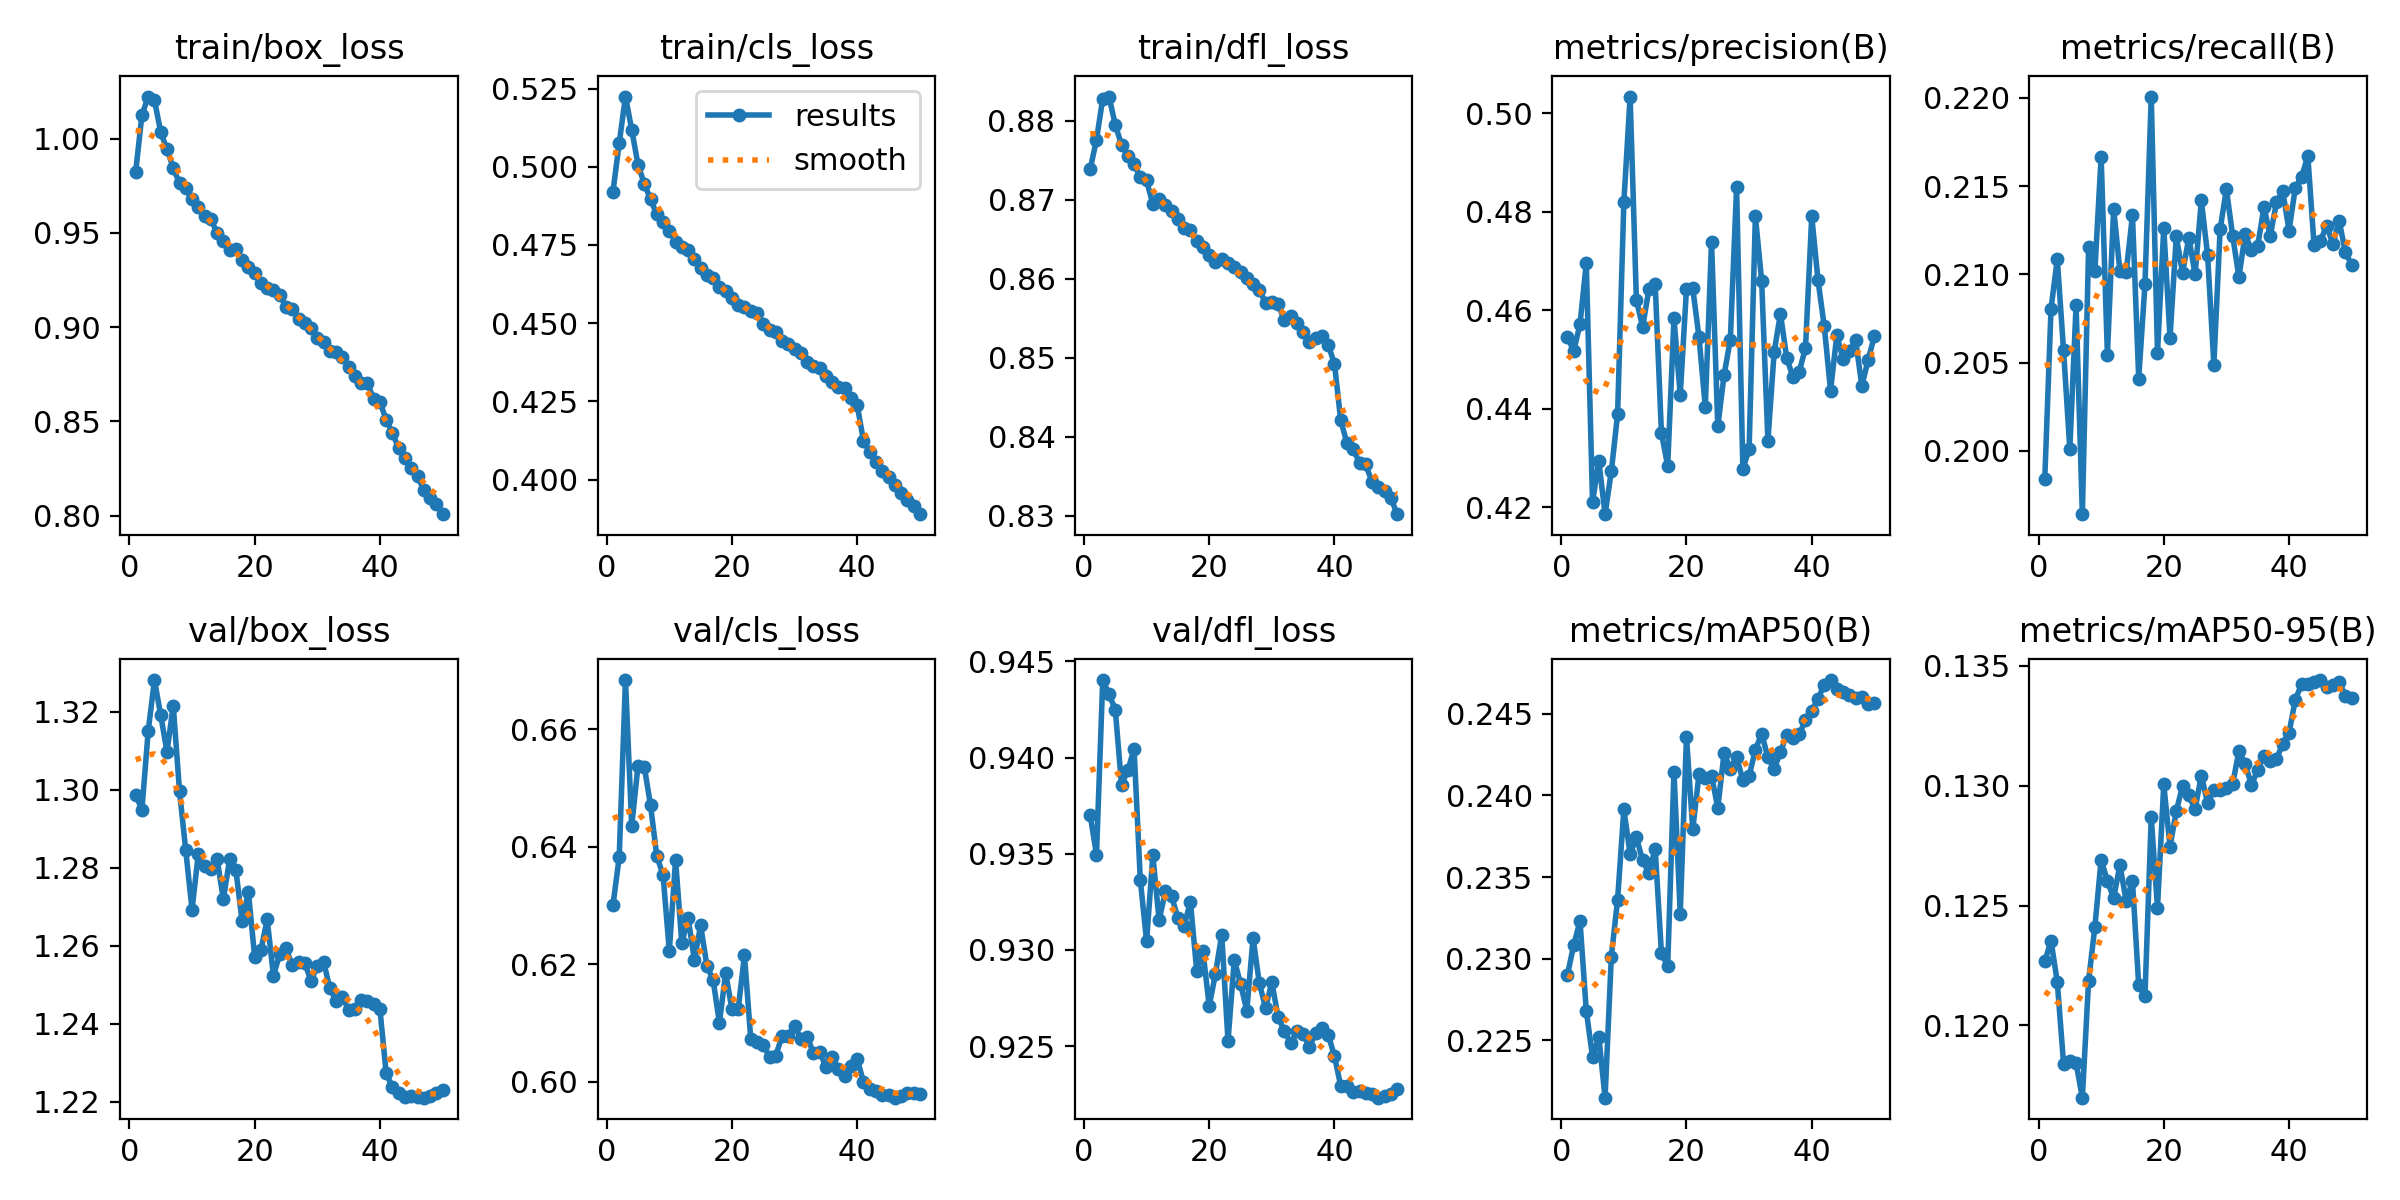 train/box_loss
train/cls_loss
train/dfl_loss
metrics/precision(B)
metrics/recall(B)
1.00
0.95
0.90
0.85
0.80
0 20 40
0.525
0.500
0.475
0.450
0.425
0.400
0 20 40
results
smooth
0.88
0.87
0.86
0.85
0.84
0.83
0 20 40
0.50
0.48
0.46
0.44
0.42
0 20 40
0.220
0.215
0.210
0.205
0.200
0 20 40
val/box_loss
val/cls_loss
val/dfl_loss
metrics/mAP50(B)
metrics/mAP50-95(B)
1.32
1.30
1.28
1.26
1.24
1.22
0 20 40
0.66
0.64
0.62
0.60
0 20 40
0.945
0.940
0.935
0.930
0.925
0 20 40
0.245
0.240
0.235
0.230
0.225
0 20 40
0.135
0.130
0.125
0.120
0 20 40